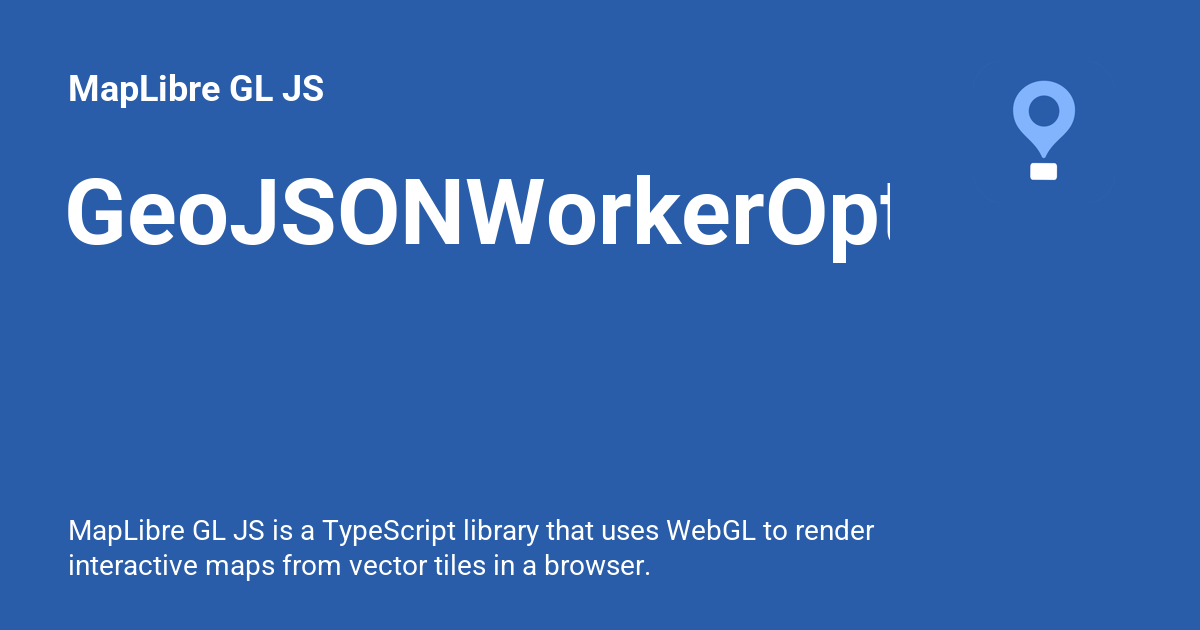 MapLibre GL JS
GeoJSONWorkerOpt
MapLibre GL JS is a TypeScript library that uses WebGL to render
interactive maps from vector tiles in a browser.